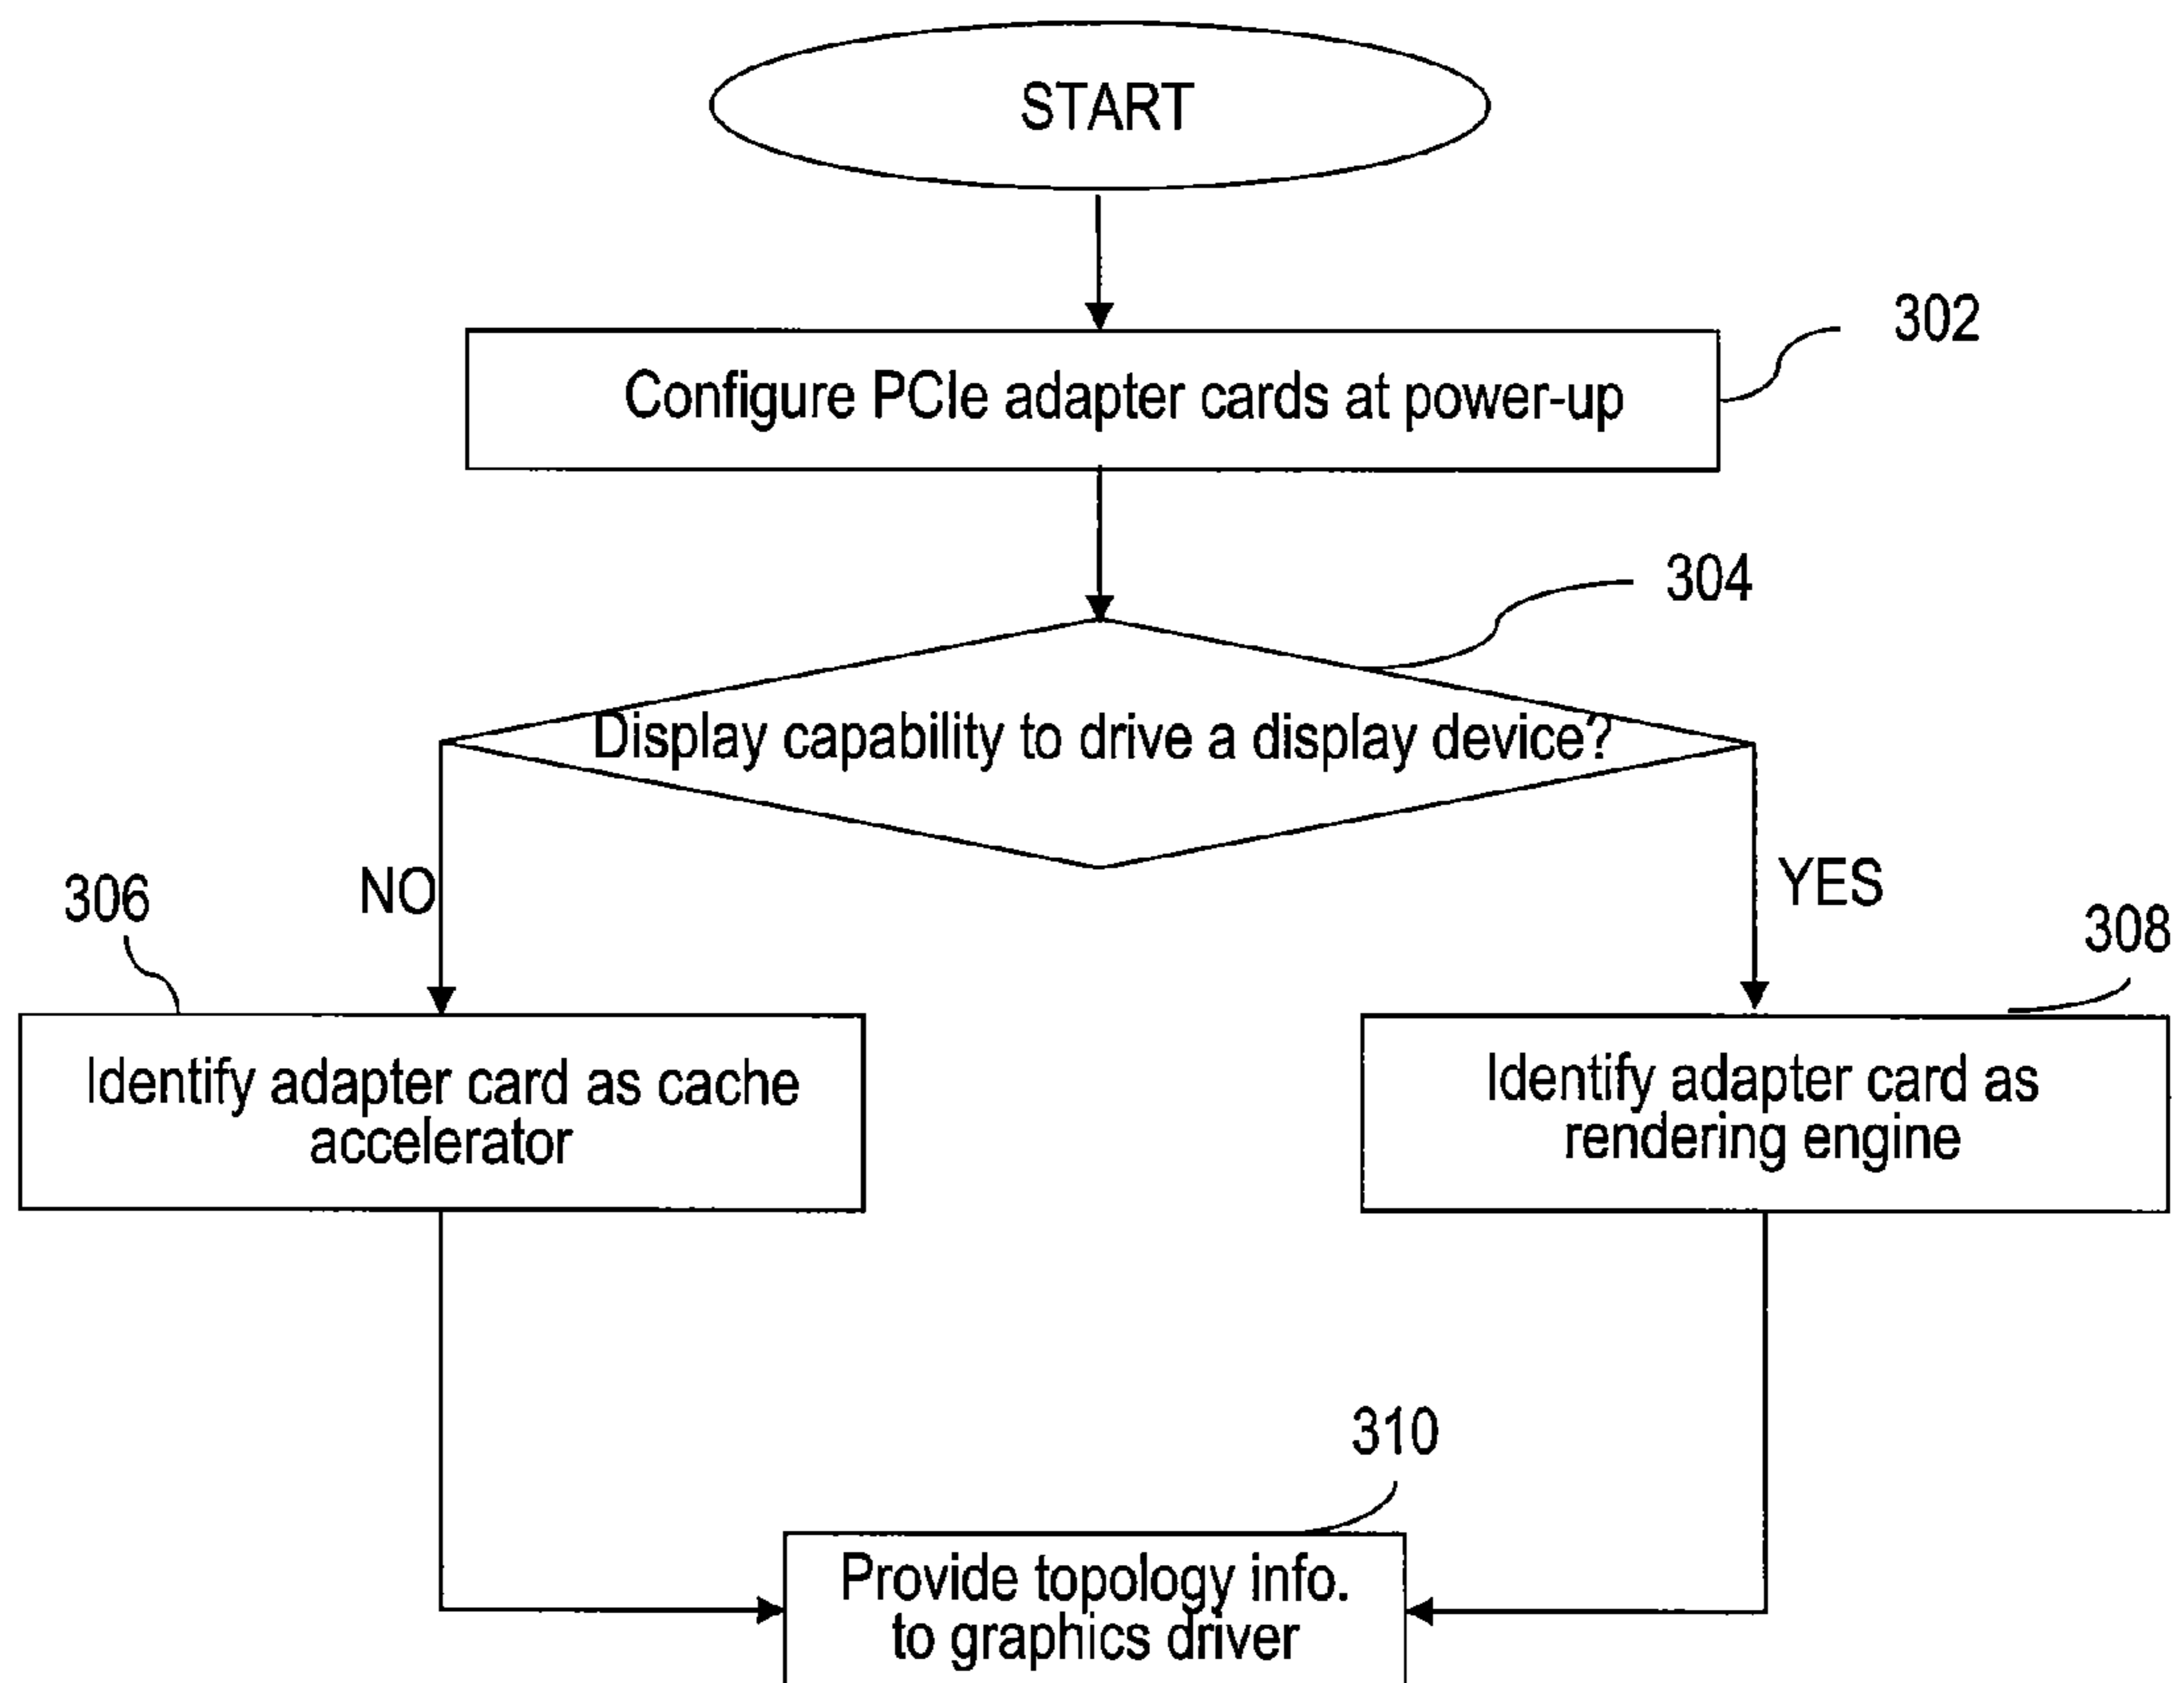 START
302
Configure PCIe adapter cards at power-up
304
Display capability to drive a display device?
NO
YES
306
308
Identify adapter card as cache
accelerator
Identify adapter card as
rendering engine
310
Provide topology info.
to graphics driver